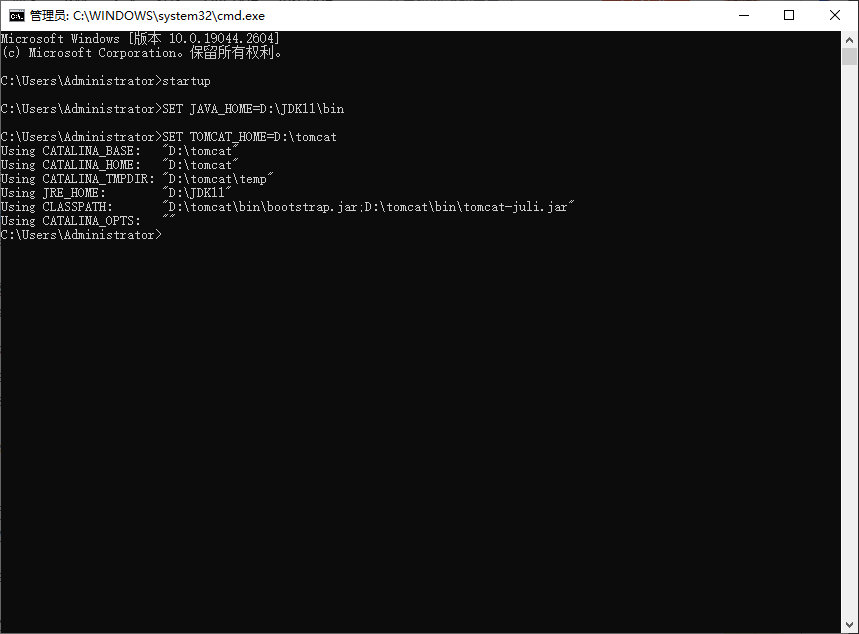 管理员: C:\WINDOWS\system32\cmd.exe
Microsoft Windows [版本 10.0.19044.2604]
(c) Microsoft Corporation。保留所有权利。
C:\Users\Administrator>startup
C:\Users\Administrator>SET JAVA_HOME=D:\JDK11\bin
C:\Users\Administrator>SET TOMCAT_HOME=D:\tomcat
Using CATALINA_BASE:   "D:\tomcat"
Using CATALINA_HOME:   "D:\tomcat"
Using CATALINA_TMPDIR: "D:\tomcat\temp"
Using JRE_HOME:        "D:\JDK11"
Using CLASSPATH:       "D:\tomcat\bin\bootstrap.jar;D:\tomcat\bin\tomcat-juli.jar"
Using CATALINA_OPTS:   ""
C:\Users\Administrator>